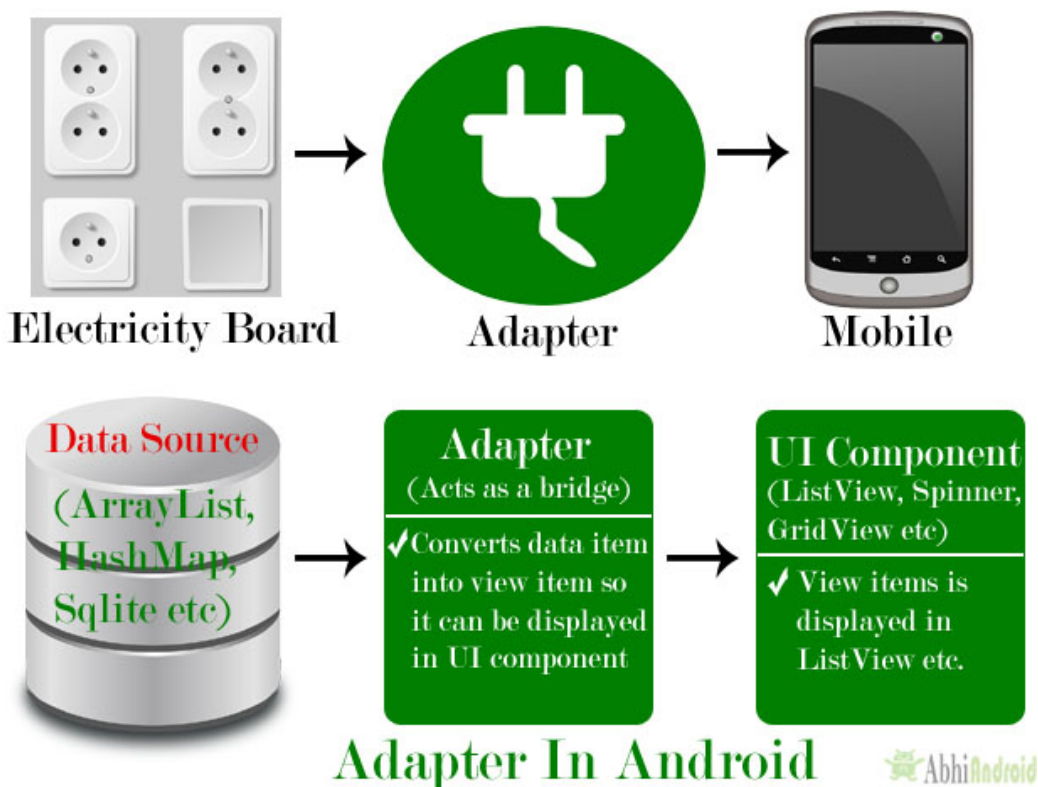 Electricity Board
Adapter
Mobile
Data Source
(ArrayList,
HashMap,
Sqlite etc)
Adapter
(Acts as a bridge)
✓Converts data item
into view item so
it can be displayed
in UI component
UI Component
(ListView, Spinner,
GridView etc)
✓ View items is
displayed in
ListView etc.
Adapter In Android
AbhiAndroid